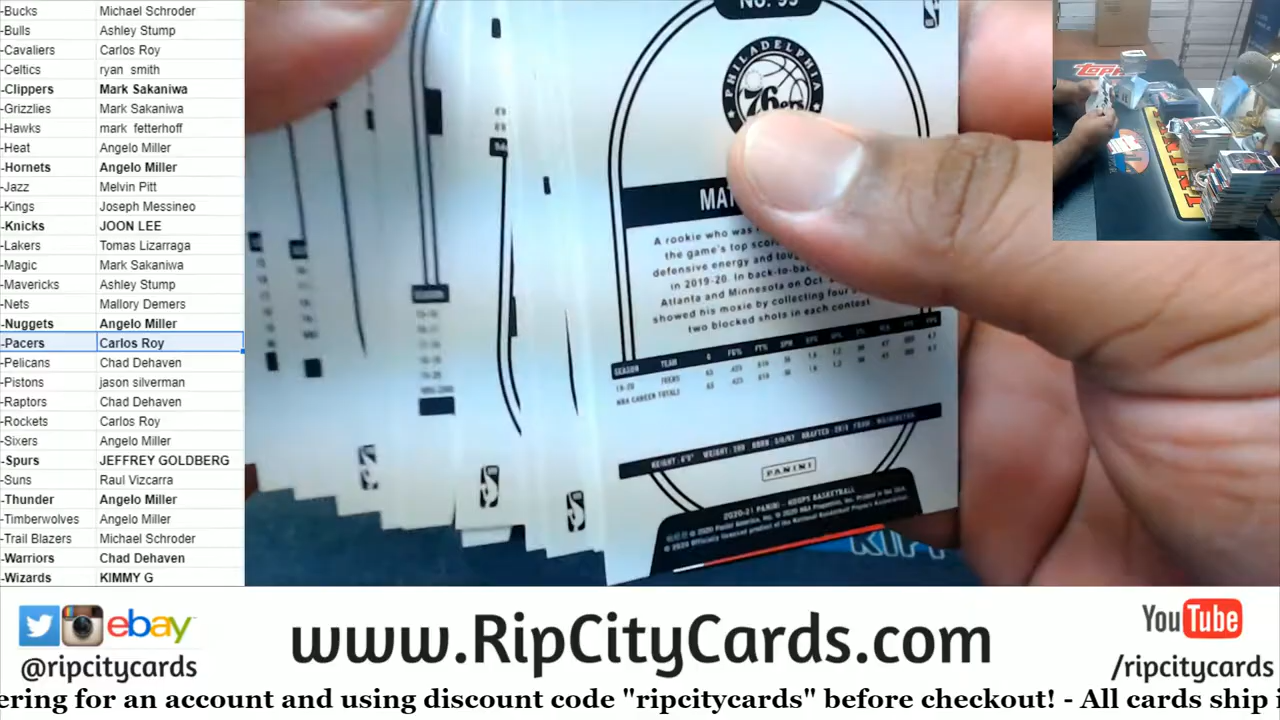 -Bucks Michael Schroder
-Bulls Ashley Stump
-Cavaliers Carlos Roy
-Celtics ryan smith
-Clippers Mark Sakaniwa
-Grizzlies Mark Sakaniwa
-Hawks mark fetterhoff
-Heat Angelo Miller
-Hornets Angelo Miller
-Jazz Melvin Pitt
-Kings Joseph Messineo
-Knicks JOON LEE
-Lakers Tomas Lizarraga
-Magic Mark Sakaniwa
-Mavericks Ashley Stump
-Nets Mallory Demers
-Nuggets Angelo Miller
-Pacers Carlos Roy
-Pelicans Chad Dehaven
-Pistons jason silverman
-Raptors Chad Dehaven
-Rockets Carlos Roy
-Sixers Angelo Miller
-Spurs JEFFREY GOLDBERG
-Suns Raul Vizcarra
-Thunder Angelo Miller
-Timberwolves Angelo Miller
-Trail Blazers Michael Schroder
-Warriors Chad Dehaven
-Wizards KIMMY G
PHILADELPHIA
76ers
MAT
A rookie who was
the game's top scor
defensive energy and tou
in 2019-20. In back-to-bac
Atlanta and Minnesota on Oct.
showed his moxie by collecting four
two blocked shots in each contest
SEASON TEAM G FG% FT%
19-20 76ERS
NBA CAREER TOTALS
PANINI
2020-21 PANINI - HOOPS BASKETBALL
ebay
@ripcitycards
www.RipCityCards.com
YouTube
/ripcitycards
ering for an account and using discount code "ripcitycards" before checkout! - All cards ship i